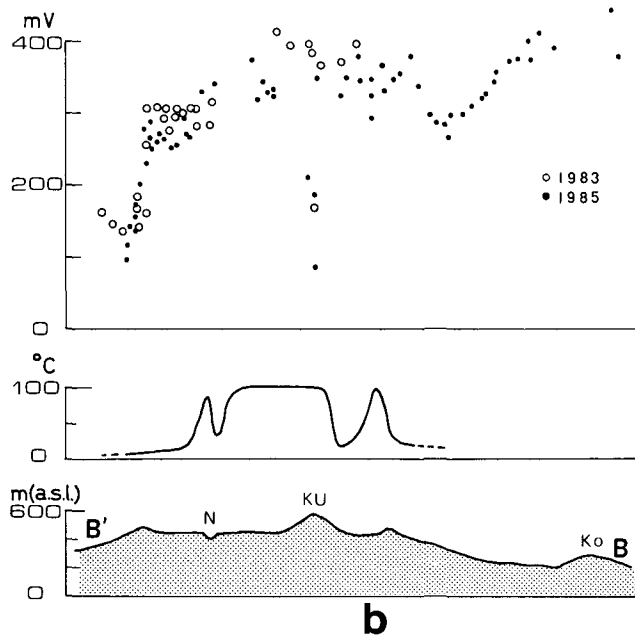 mV
400
200
0
○ 1983
● 1985
°C
100
0
m(a.s.l.)
600
0
B'
N
KU
Ko
B
b